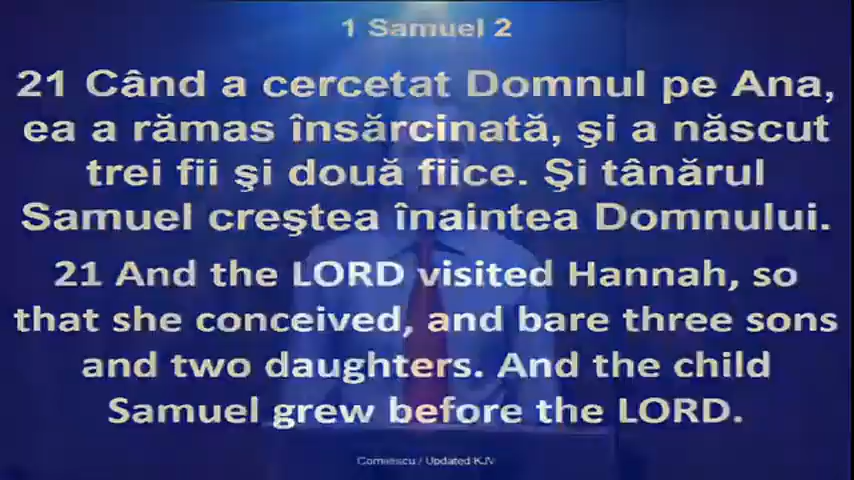 1 Samuel 2
21 Când a cercetat Domnul pe Ana,
ea a rămas însărcinată, şi a născut
trei fii şi două fiice. Şi tânărul
Samuel creştea înaintea Domnului.
21 And the LORD visited Hannah, so
that she conceived, and bare three sons
and two daughters. And the child
Samuel grew before the LORD.
Cornilescu / Updated KJV